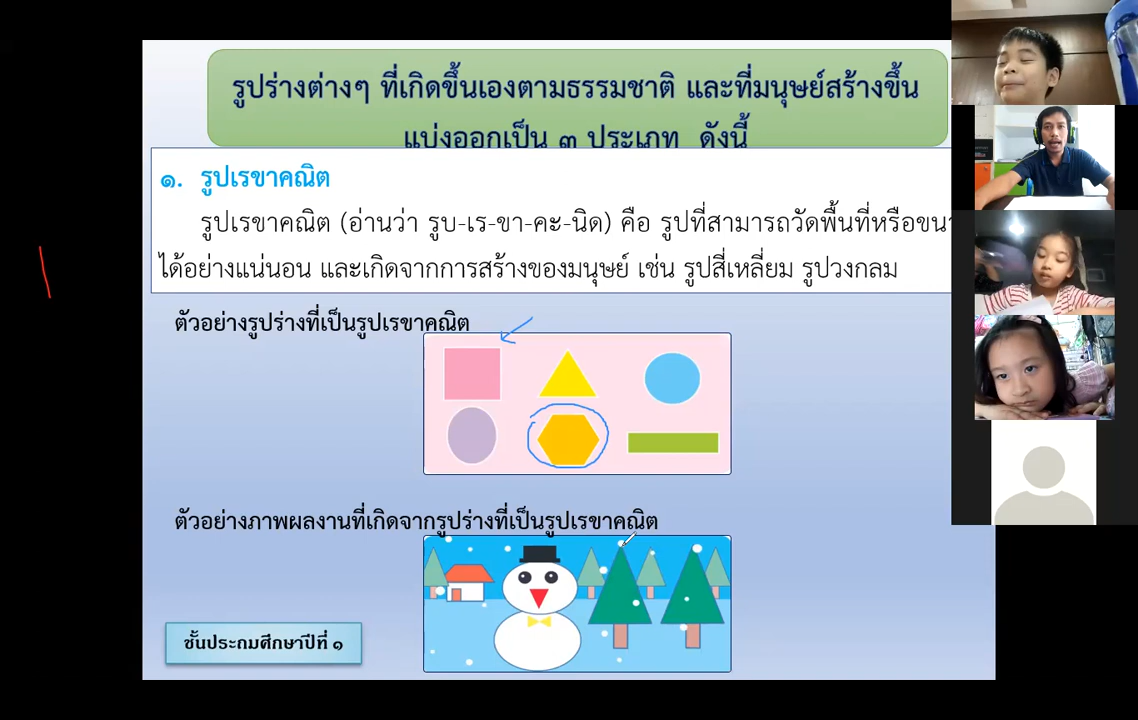 รูปร่างต่างๆ ที่เกิดขึ้นเองตามธรรมชาติ และที่มนุษย์สร้างขึ้น
แบ่งออกเป็น ๓ ประเภท ดังนี้
๑. รูปเรขาคณิต
รูปเรขาคณิต (อ่านว่า รูบ-เร-ขา-คะ-นิด) คือ รูปที่สามารถวัดพื้นที่หรือ
ได้อย่างแน่นอน และเกิดจากการสร้างของมนุษย์ เช่น รูปสี่เหลี่ยม รูปวงกลม
ตัวอย่างรูปร่างที่เป็นรูปเรขาคณิต
ตัวอย่างภาพผลงานที่เกิดจากรูปร่างที่เป็นรูปเรขาคณิต
ชั้นประถมศึกษาปีที่ ๑